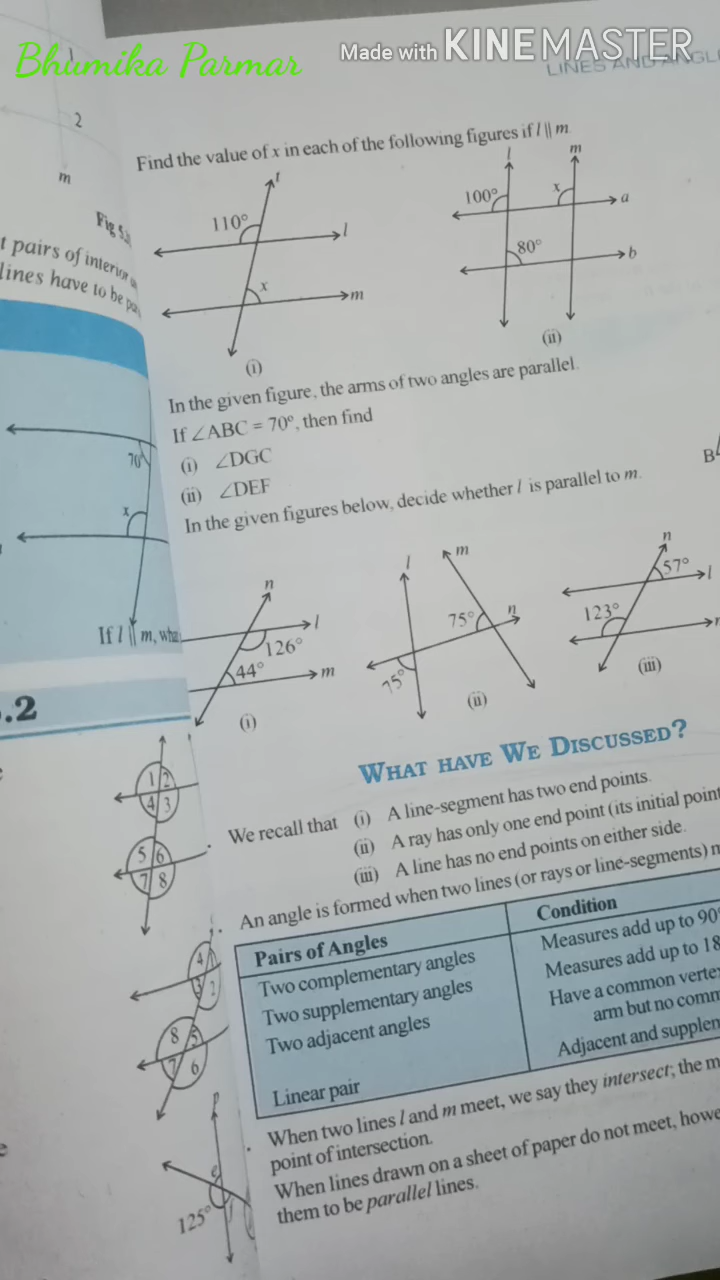 Bhumika Parmar
Made with KINEMASTER
LINES AND
1
2
m
Fig
t pairs of interior
lines have to be
70°
x
If l || m,
.2
Find the value of x in each of the following figures if l || m.
t
110°
l
x
m
(i)
l
m
100°
x
a
80°
b
(ii)
In the given figure, the arms of two angles are parallel.
If ∠ABC = 70°, then find
(i) ∠DGC
(ii) ∠DEF
B
In the given figures below, decide whether l is parallel to m.
n
l
126°
44°
m
(i)
l
m
75°
n
75°
(ii)
n
57°
l
123°
(iii)
1 2
4 3
5 6
7 8
4 1
3 2
8 5
7 6
p
e
f
125°
WHAT HAVE WE DISCUSSED?
We recall that (i) A line-segment has two end points.
(ii) A ray has only one end point (its initial point
(iii) A line has no end points on either side.
An angle is formed when two lines (or rays or line-segments)
Pairs of Angles Condition
Two complementary angles Measures add up to 90°
Two supplementary angles Measures add up to 18
Two adjacent angles Have a common
arm but no
Linear pair Adjacent and
When two lines l and m meet, we say they intersect; the
point of intersection.
When lines drawn on a sheet of paper do not meet,
them to be parallel lines.